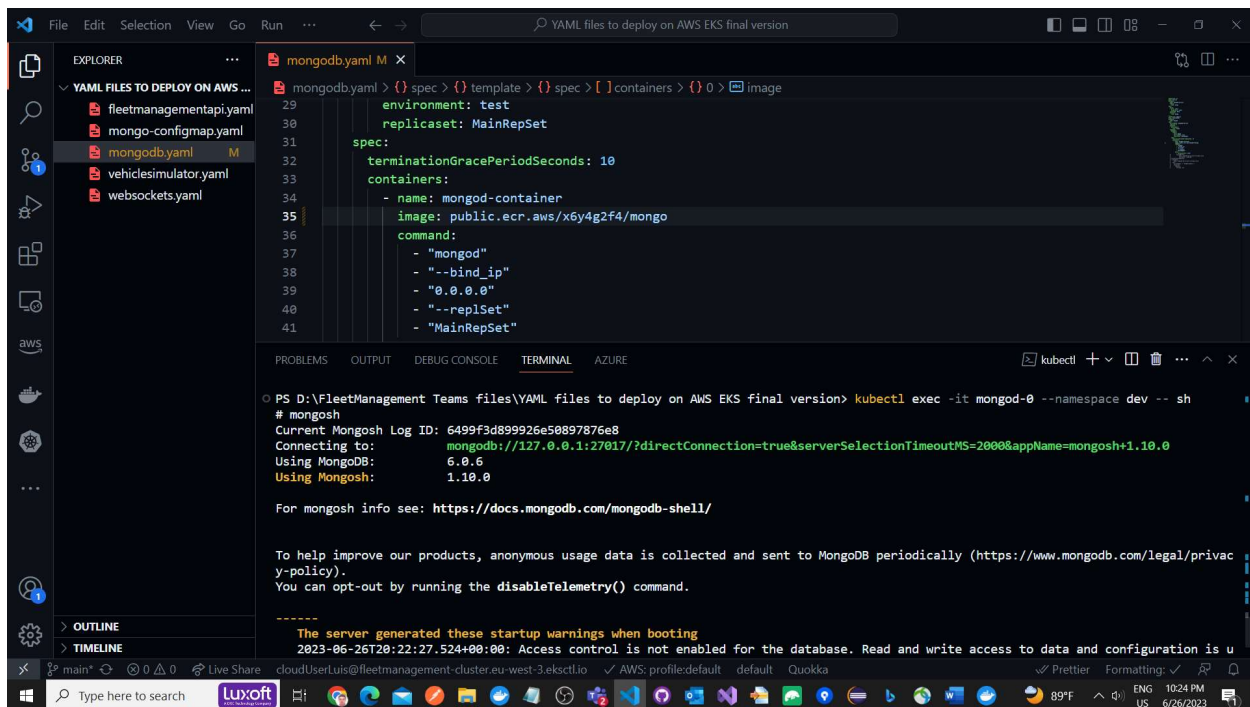 File Edit Selection View Go Run ... YAML files to deploy on AWS EKS final version
EXPLORER
YAML FILES TO DEPLOY ON AWS ...
fleetmanagementapi.yaml
mongo-configmap.yaml
mongodb.yaml M
vehiclesimulator.yaml
websockets.yaml
OUTLINE
TIMELINE
aws
mongodb.yaml M
mongodb.yaml > {} spec > {} template > {} spec > [ ] containers > {} 0 > image
29 environment: test
30 replicaset: MainRepSet
31 spec:
32 terminationGracePeriodSeconds: 10
33 containers:
34 - name: mongod-container
35 image: public.ecr.aws/x6y4g2f4/mongo
36 command:
37 - "mongod"
38 - "--bind_ip"
39 - "0.0.0.0"
40 - "--replSet"
41 - "MainRepSet"
PROBLEMS OUTPUT DEBUG CONSOLE TERMINAL AZURE kubectl
PS D:\FleetManagement Teams files\YAML files to deploy on AWS EKS final version> kubectl exec -it mongod-0 --namespace dev -- sh
# mongosh
Current Mongosh Log ID: 6499f3d899926e50897876e8
Connecting to: mongodb://127.0.0.1:27017/?directConnection=true&serverSelectionTimeoutMS=2000&appName=mongosh+1.10.0
Using MongoDB: 6.0.6
Using Mongosh: 1.10.0
For mongosh info see: https://docs.mongodb.com/mongodb-shell/
To help improve our products, anonymous usage data is collected and sent to MongoDB periodically (https://www.mongodb.com/legal/privac
y-policy).
You can opt-out by running the disableTelemetry() command.
------
The server generated these startup warnings when booting
2023-06-26T20:22:27.524+00:00: Access control is not enabled for the database. Read and write access to data and configuration is u
main* 0 0 Live Share cloudUserLuis@fleetmanagement-cluster.eu-west-3.eksctl.io AWS: profile:default default Quokka Prettier Formatting:
Type here to search Luxoft 89°F ENG 10:24 PM
US 6/26/2023